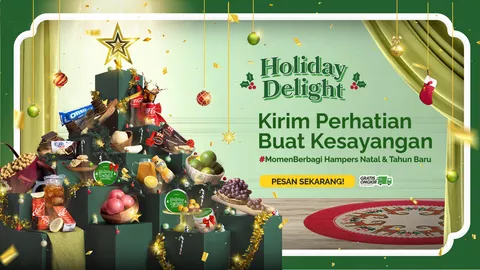 Holiday
Delight
Kirim Perhatian
Buat Kesayangan
#MomenBerbagi Hampers Natal & Tahun Baru
PESAN SEKARANG!
GRATIS
ONGKIR